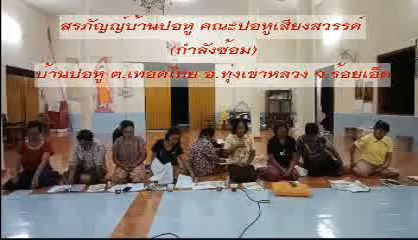 สรภัญญ์บ้านปอหู คณะปอหูเสียงสวรรค์
(กำลังซ้อม)
บ้านปอหู ต.เทอดไทย อ.ทุ่งเขาหลวง จ.ร้อยเอ็ด